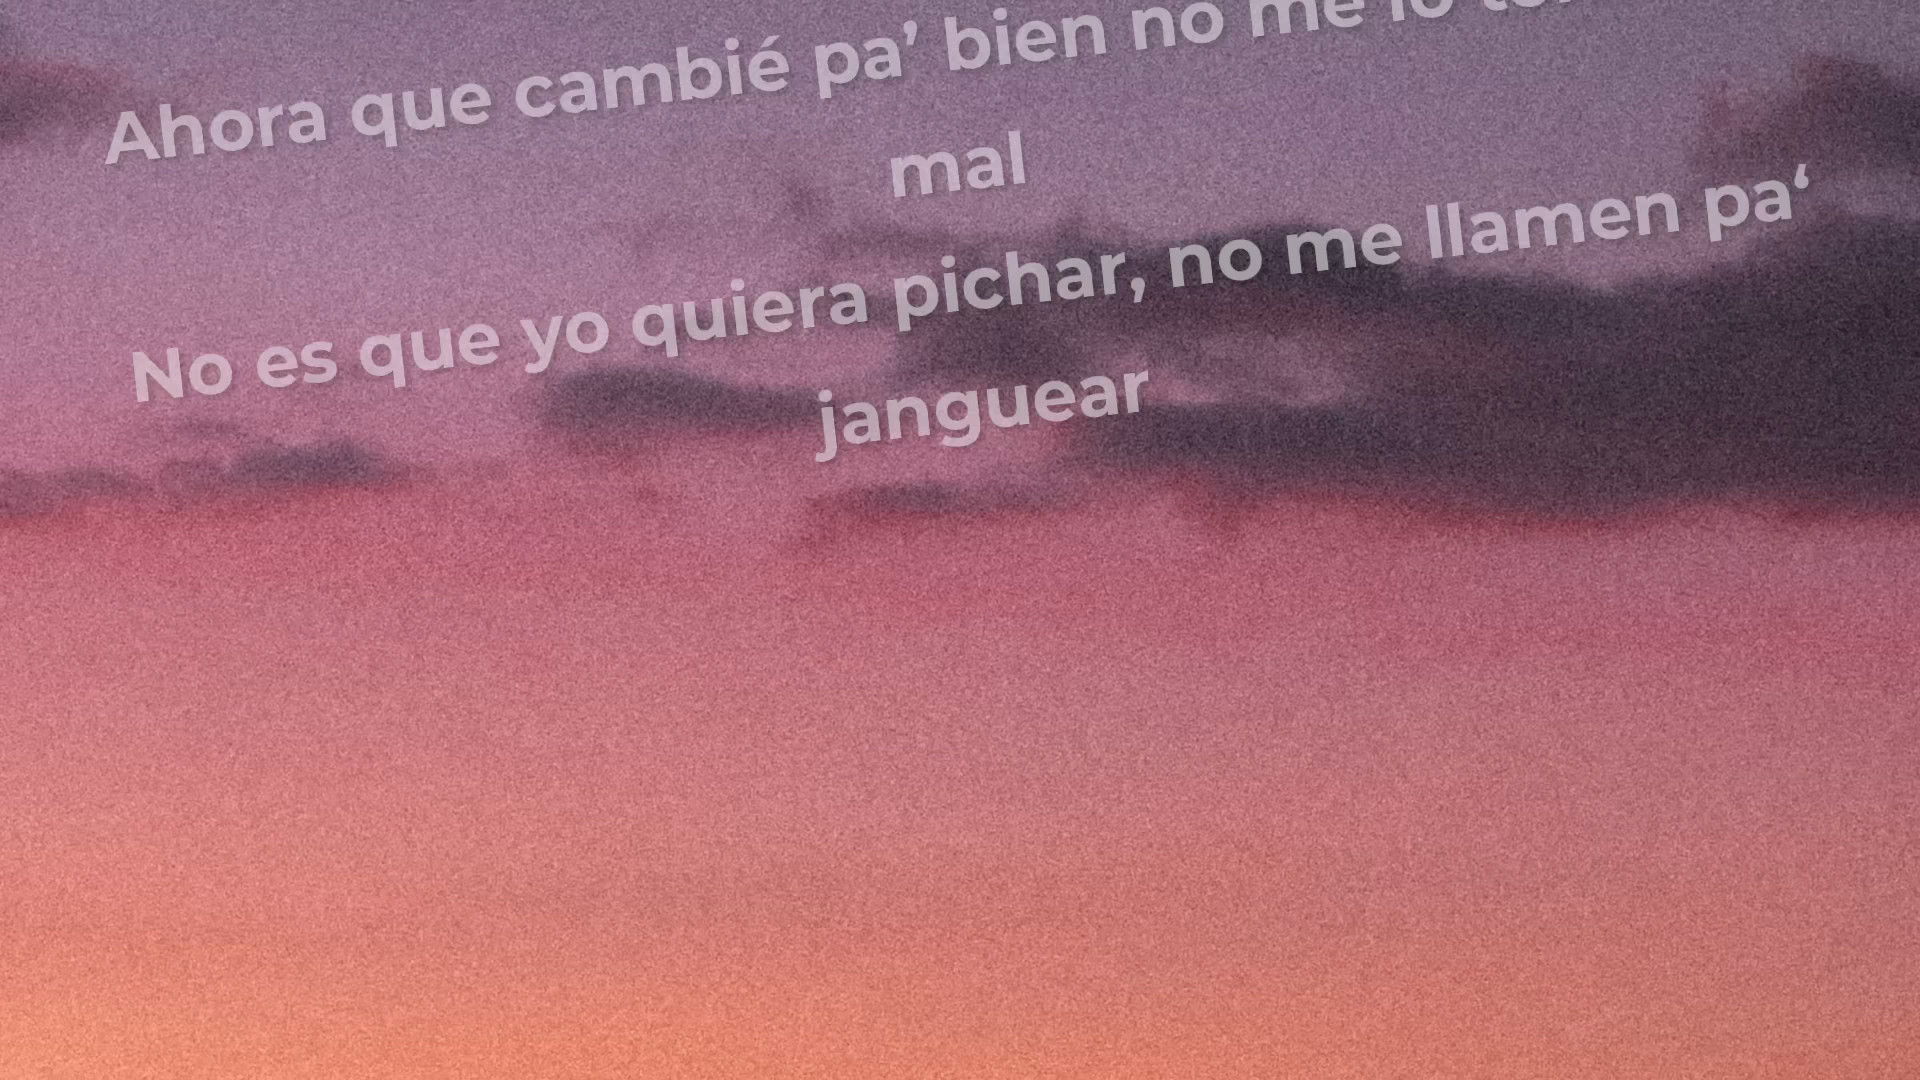 Ahora que cambié pa’ bien no me lo
mal
No es que yo quiera pichar, no me llamen pa‘
janguear